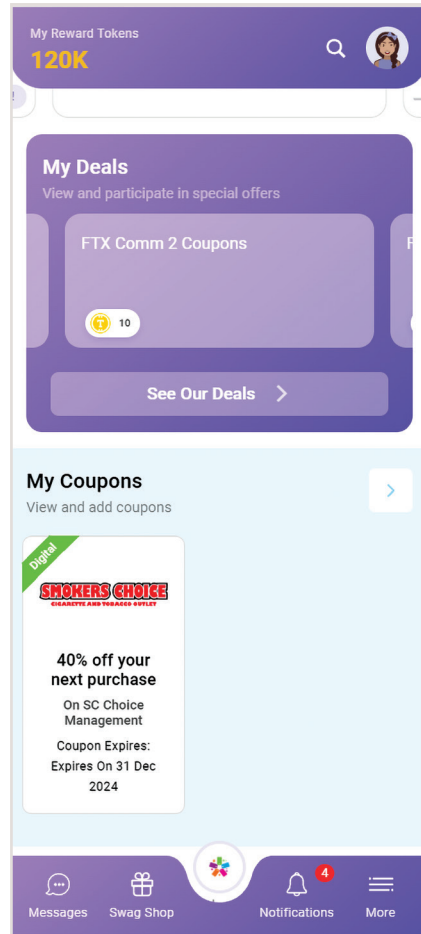 My Reward Tokens
120K
!
My Deals
View and participate in special offers
FTX Comm 2 Coupons
F
T 10
See Our Deals
My Coupons
View and add coupons
Digital
SMOKERS CHOICE
CIGARETTE AND TOBACCO OUTLET
40% off your
next purchase
On SC Choice
Management
Coupon Expires:
Expires On 31 Dec
2024
4
Messages
Swag Shop
Notifications
More